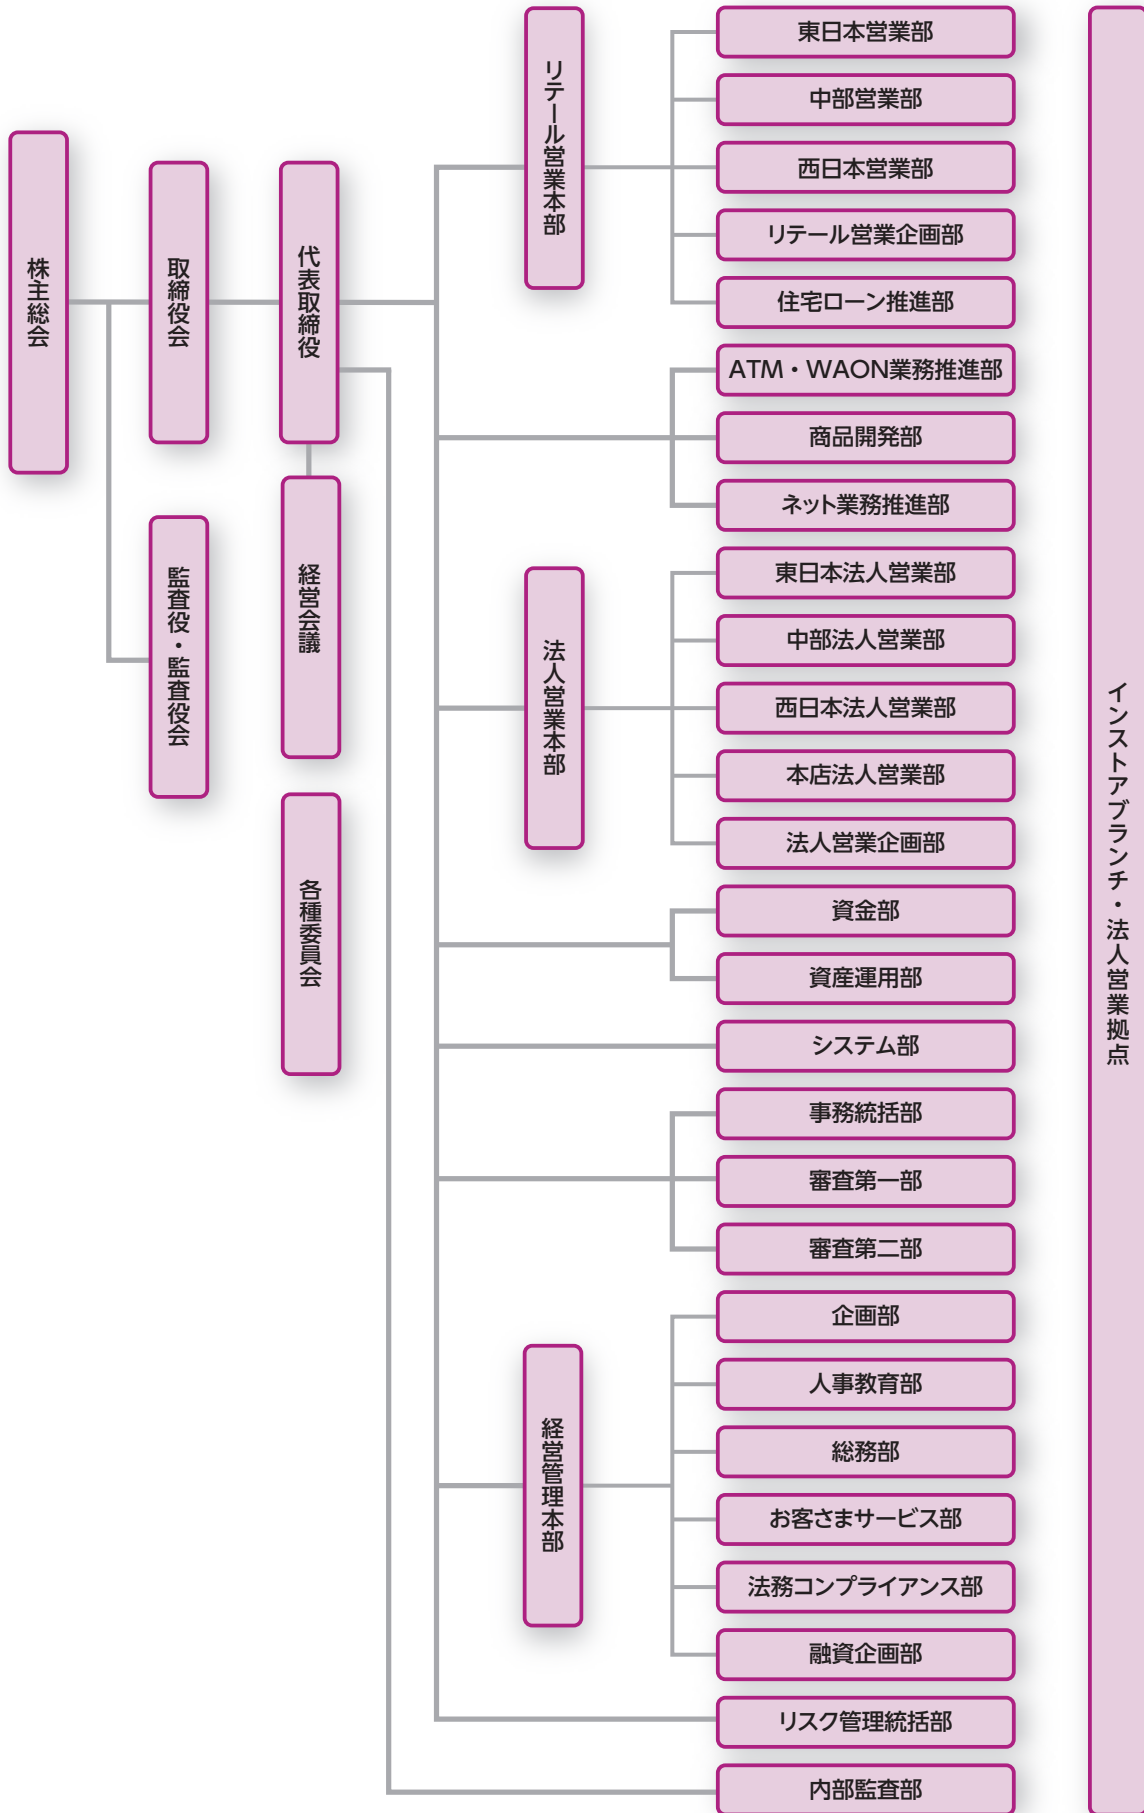 株主総会
取締役会
監査役・監査役会
代表取締役
経営会議
各種委員会
リテール営業本部
東日本営業部
中部営業部
西日本営業部
リテール営業企画部
住宅ローン推進部
ATM・WAON業務推進部
商品開発部
ネット業務推進部
法人営業本部
東日本法人営業部
中部法人営業部
西日本法人営業部
本店法人営業部
法人営業企画部
資金部
資産運用部
システム部
事務統括部
審査第一部
審査第二部
経営管理本部
企画部
人事教育部
総務部
お客さまサービス部
法務コンプライアンス部
融資企画部
リスク管理統括部
内部監査部
インストアブランチ・法人営業拠点